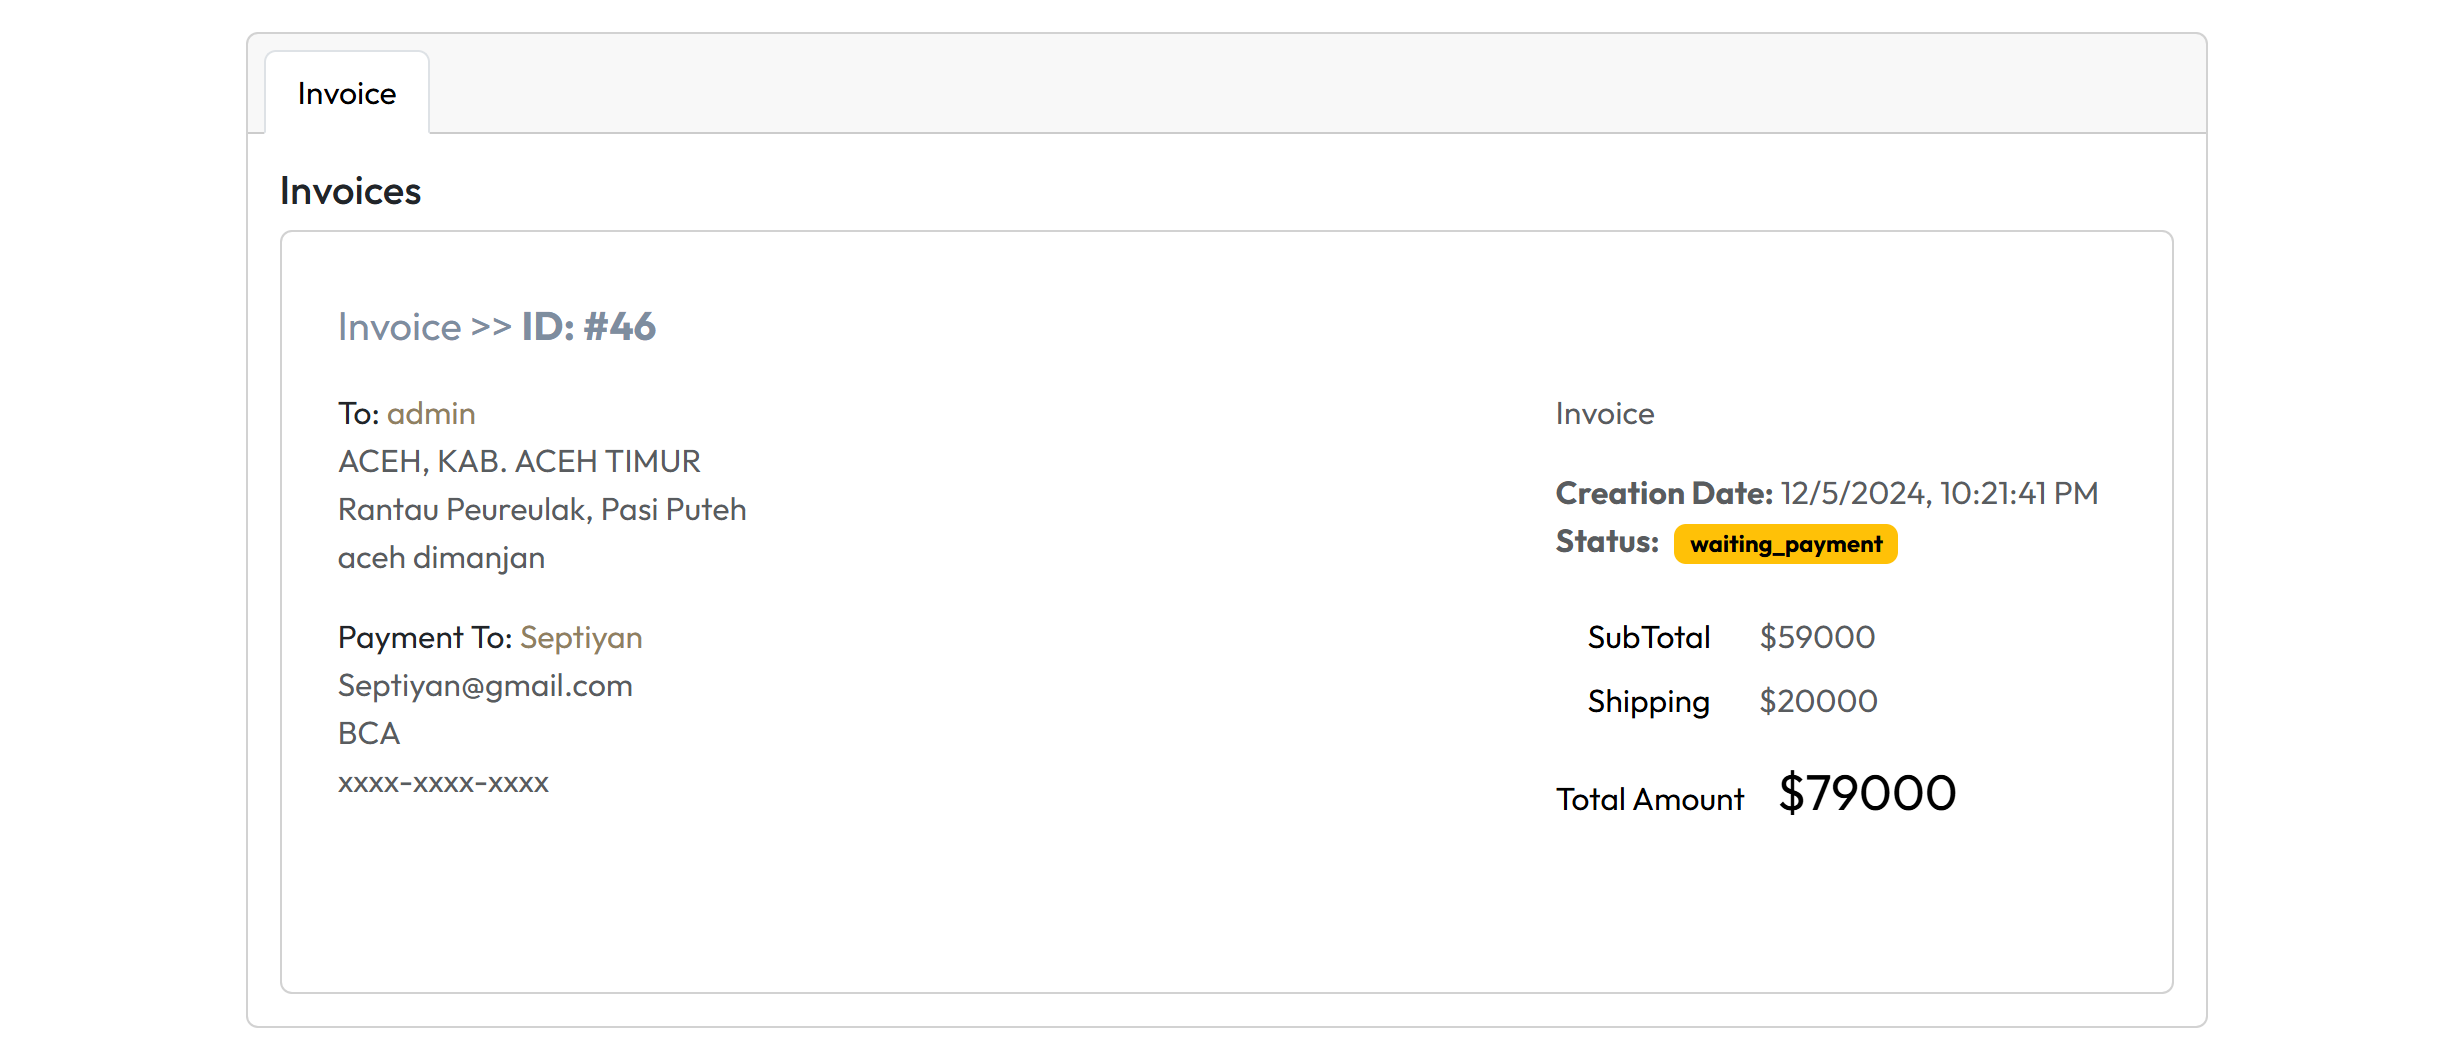 Invoice
Invoices
Invoice >> ID: #46
To: admin
ACEH, KAB. ACEH TIMUR
Rantau Peureulak, Pasi Puteh
aceh dimanjan
Payment To: Septiyan
Septiyan@gmail.com
BCA
xxxx-xxxx-xxxx
Invoice
Creation Date: 12/5/2024, 10:21:41 PM
Status: waiting_payment
SubTotal $59000
Shipping $20000
Total Amount $79000